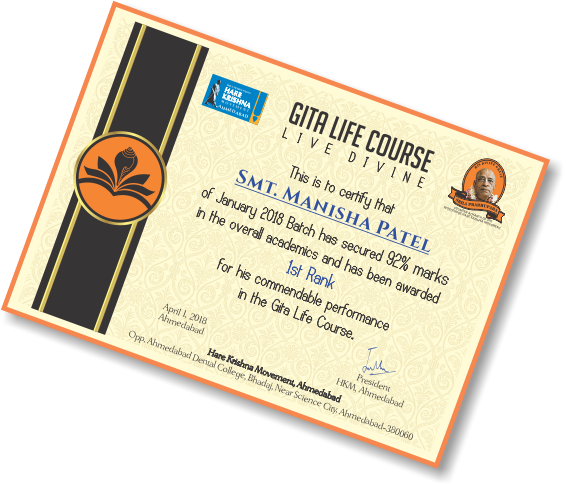 HARE
KRISHNA
MOVEMENT
AHMEDABAD
GITA LIFE COURSE
LIVE DIVINE
This is to certify that
SMT. MANISHA PATEL
of January 2018 Batch has secured 92% marks
in the overall academics and has been awarded
1st Rank
for his commendable performance
in the Gita Life Course.
April 1, 2018
Ahmedabad
President
HKM, Ahmedabad
Hare Krishna Movement, Ahmedabad
Opp. Ahmedabad Dental College, Bhadaj, Near Science City, Ahmedabad-380060